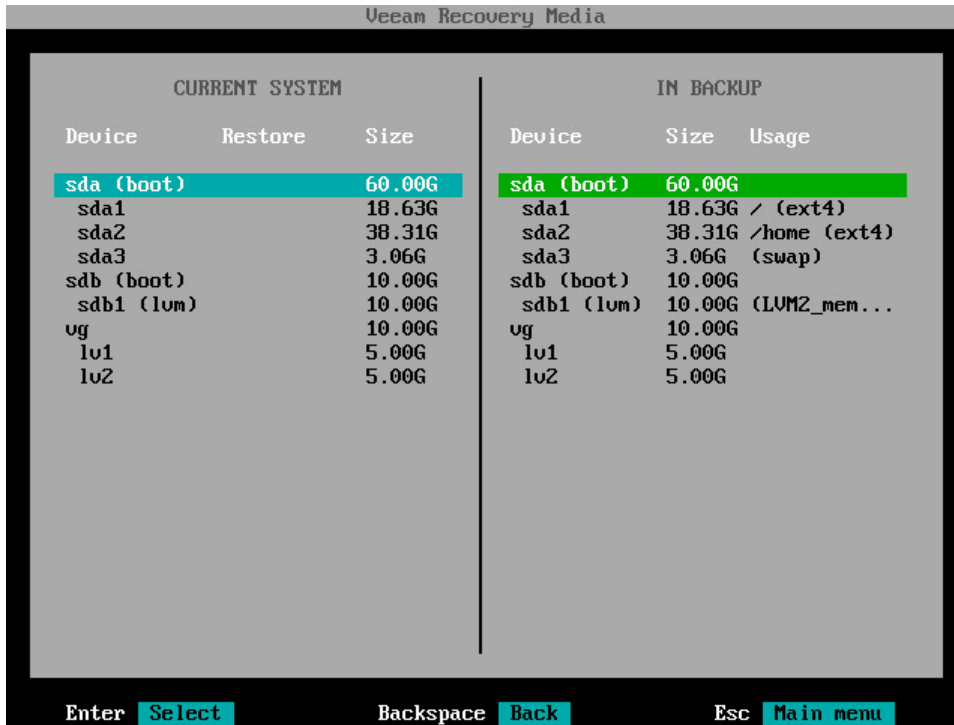 Veeam Recovery Media
CURRENT SYSTEM IN BACKUP
Device Restore Size Device Size Usage
sda (boot) 60.00G sda (boot) 60.00G
sda1 18.63G sda1 18.63G / (ext4)
sda2 38.31G sda2 38.31G /home (ext4)
sda3 3.06G sda3 3.06G (swap)
sdb (boot) 10.00G sdb (boot) 10.00G
sdb1 (lvm) 10.00G sdb1 (lvm) 10.00G (LVM2_mem...
vg 10.00G vg 10.00G
lv1 5.00G lv1 5.00G
lv2 5.00G lv2 5.00G
Enter Select Backspace Back Esc Main menu